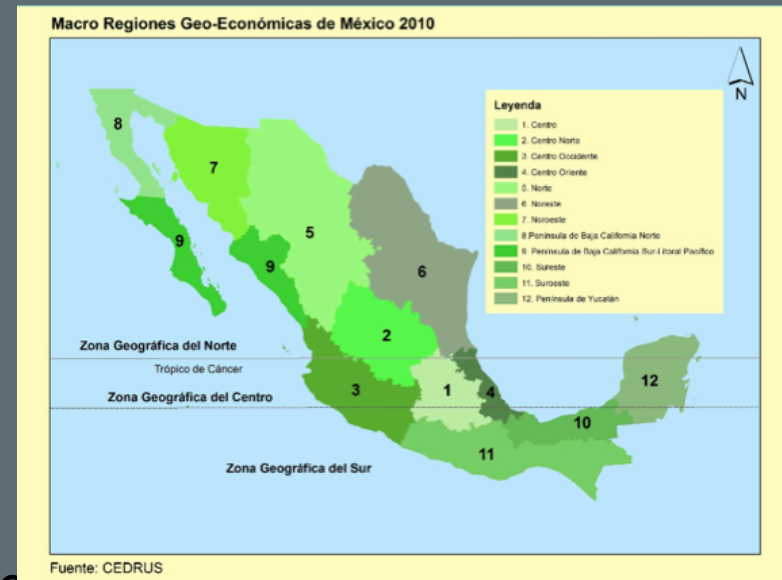 Macro Regiones Geo-Económicas de México 2010
N
Leyenda
1. Centro
2. Centro Norte
3. Centro Occidente
4. Centro Oriente
5. Norte
6. Noreste
7. Noroeste
8.Península de Baja California Norte
9. Península de Baja California Sur-Litoral Pacífico
10. Sureste
11. Suroeste
12. Península de Yucatán
8
7
9
9
5
6
2
Zona Geográfica del Norte
Trópico de Cáncer
Zona Geográfica del Centro
3
1
4
12
10
11
Zona Geográfica del Sur
Fuente: CEDRUS